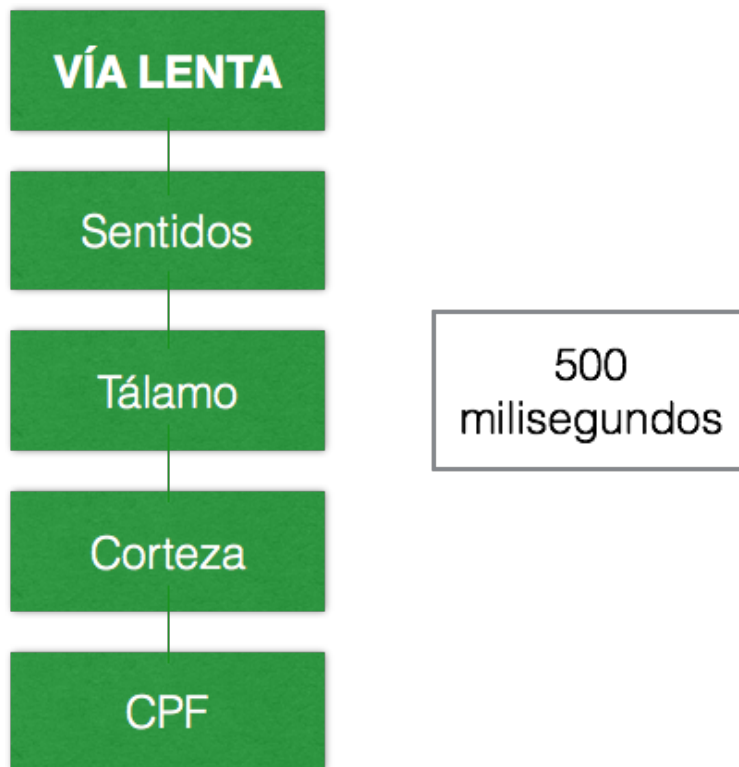 VÍA LENTA
Sentidos
Tálamo
500
milisegundos
Corteza
CPF